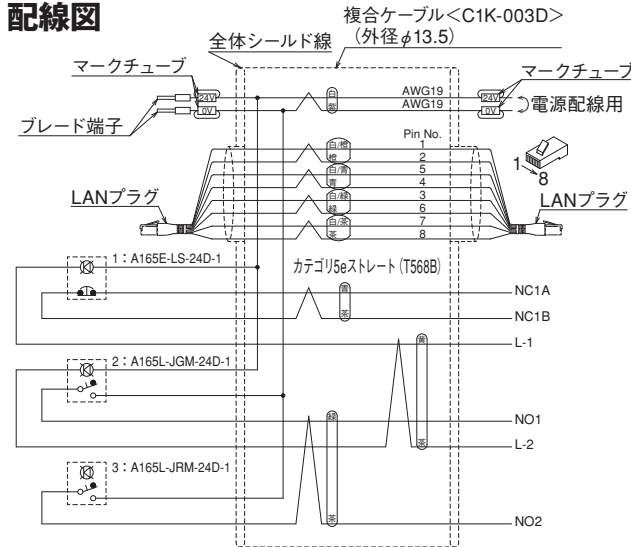 配線図
複合ケーブル<C1K-003D>
(外径φ13.5)
全体シールド線
マークチューブ
マークチューブ
24V
白
AWG19
24V
0V
紫
AWG19
0V
電源配線用
ブレード端子
Pin No.
白/橙
1
橙
2
白/青
5
青
4
白/緑
3
緑
6
白/茶
7
茶
8
1
8
LANプラグ
LANプラグ
カテゴリ5eストレート (T568B)
1:A165E-LS-24D-1
青
NC1A
茶
NC1B
L-1
黄
2:A165L-JGM-24D-1
緑
NO1
茶
L-2
3:A165L-JRM-24D-1
茶
NO2